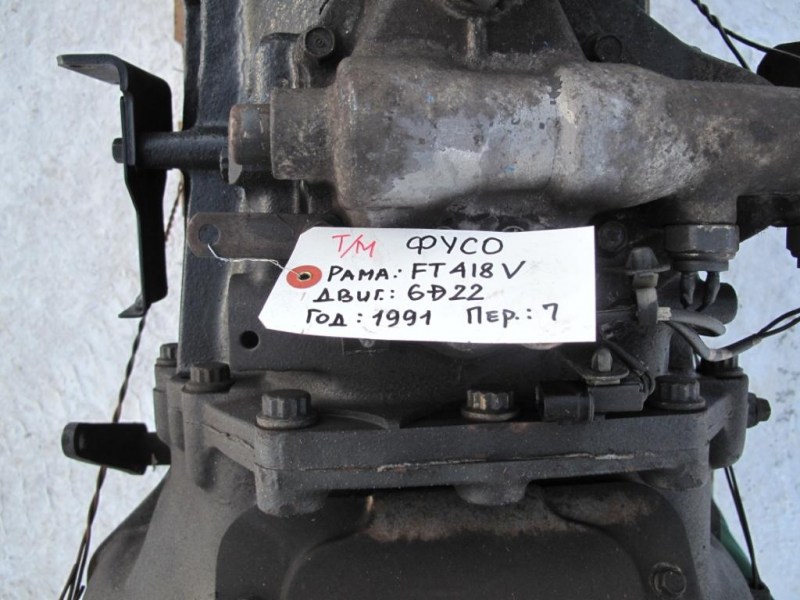 Т/М ФУСО
РАМА: FT418V
ДВИГ.: 6D22
ГОД: 1991 ПЕР.: 7